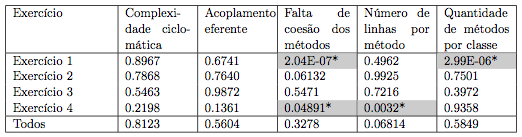 Exercício Complexi- Acoplamento Falta de Número de Quantidade
dade ciclo- eferente coesão dos linhas por de métodos
mática métodos método por classe
Exercício 1 0.8967 0.6741 2.04E-07* 0.4962 2.99E-06*
Exercício 2 0.7868 0.7640 0.06132 0.9925 0.7501
Exercício 3 0.5463 0.9872 0.5471 0.7216 0.3972
Exercício 4 0.2198 0.1361 0.04891* 0.0032* 0.9358
Todos 0.8123 0.5604 0.3278 0.06814 0.5849